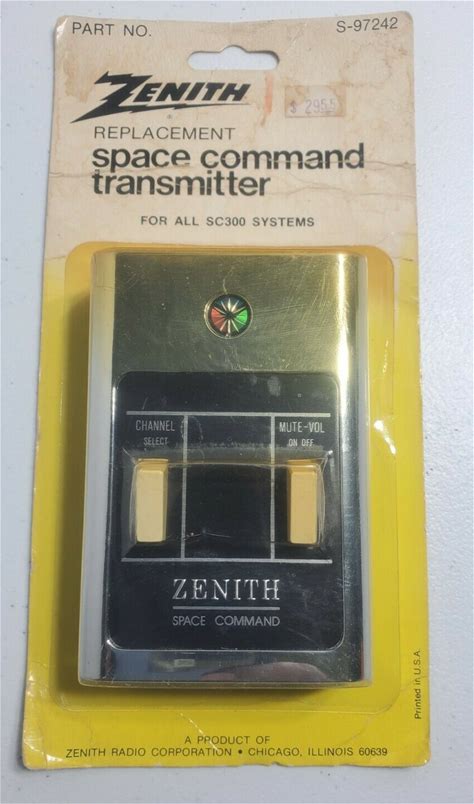 PART NO. S-97242
ZENITH
®
$ 29.55
REPLACEMENT
space command
transmitter
FOR ALL SC300 SYSTEMS
CHANNEL MUTE-VOL
SELECT ON OFF
ZENITH
SPACE COMMAND
Printed in U.S.A.
A PRODUCT OF
ZENITH RADIO CORPORATION • CHICAGO, ILLINOIS 60639